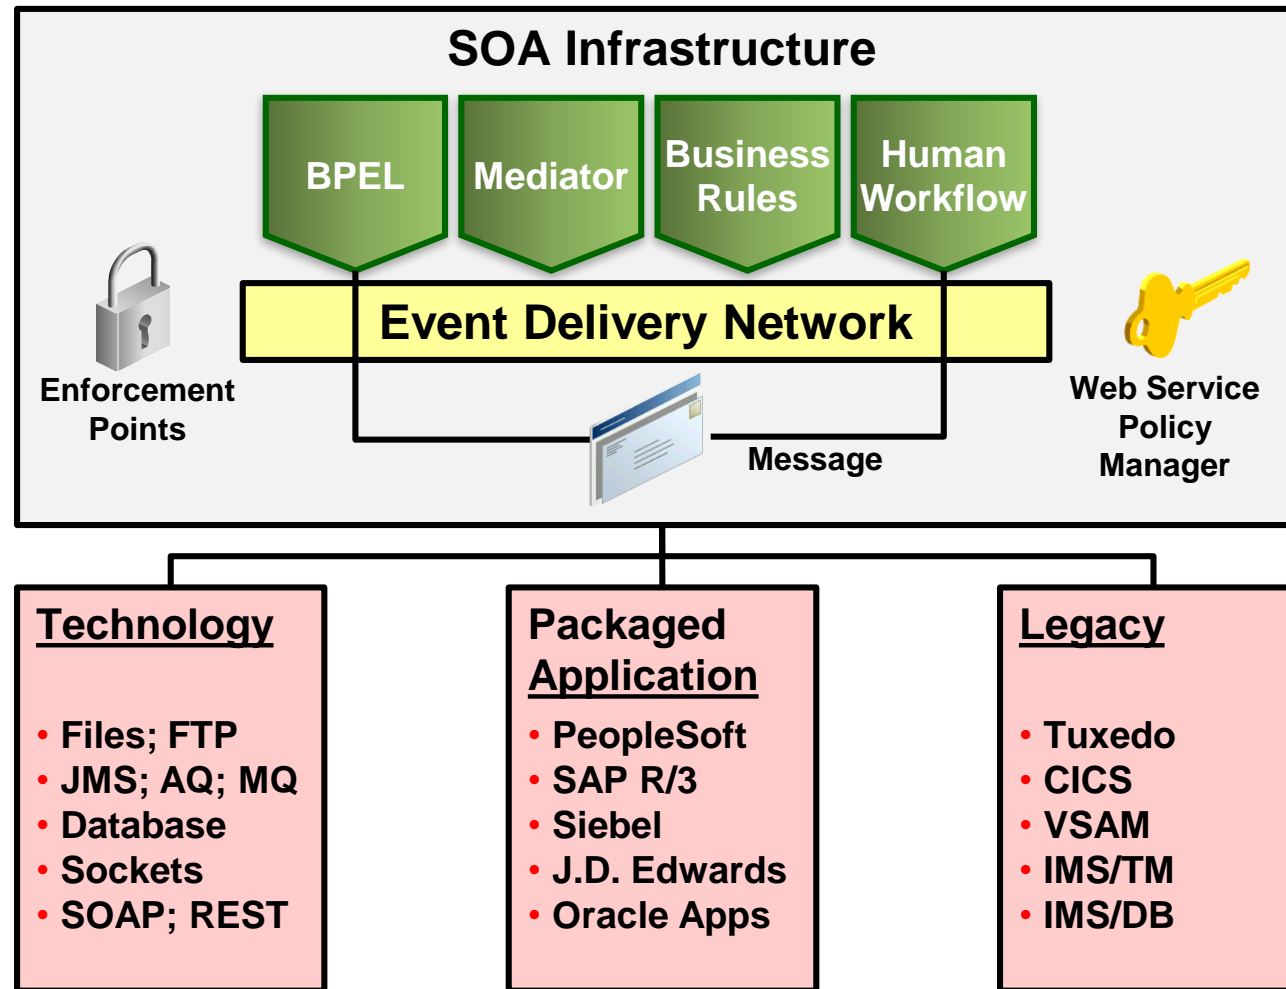 SOA Infrastructure
BPEL
Mediator
Business
Rules
Human
Workflow
Event Delivery Network
Enforcement
Points
Message
Web Service
Policy
Manager
Technology
• Files; FTP
• JMS; AQ; MQ
• Database
• Sockets
• SOAP; REST
Packaged
Application
• PeopleSoft
• SAP R/3
• Siebel
• J.D. Edwards
• Oracle Apps
Legacy
• Tuxedo
• CICS
• VSAM
• IMS/TM
• IMS/DB